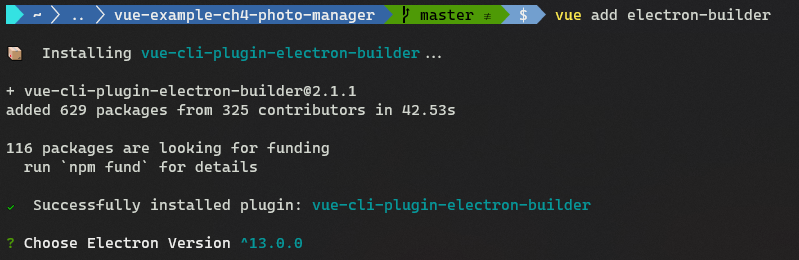 ~ .. vue-example-ch4-photo-manager master ≢ $ vue add electron-builder
Installing vue-cli-plugin-electron-builder...
+ vue-cli-plugin-electron-builder@2.1.1
added 629 packages from 325 contributors in 42.53s
116 packages are looking for funding
run `npm fund` for details
✓ Successfully installed plugin: vue-cli-plugin-electron-builder
? Choose Electron Version ^13.0.0